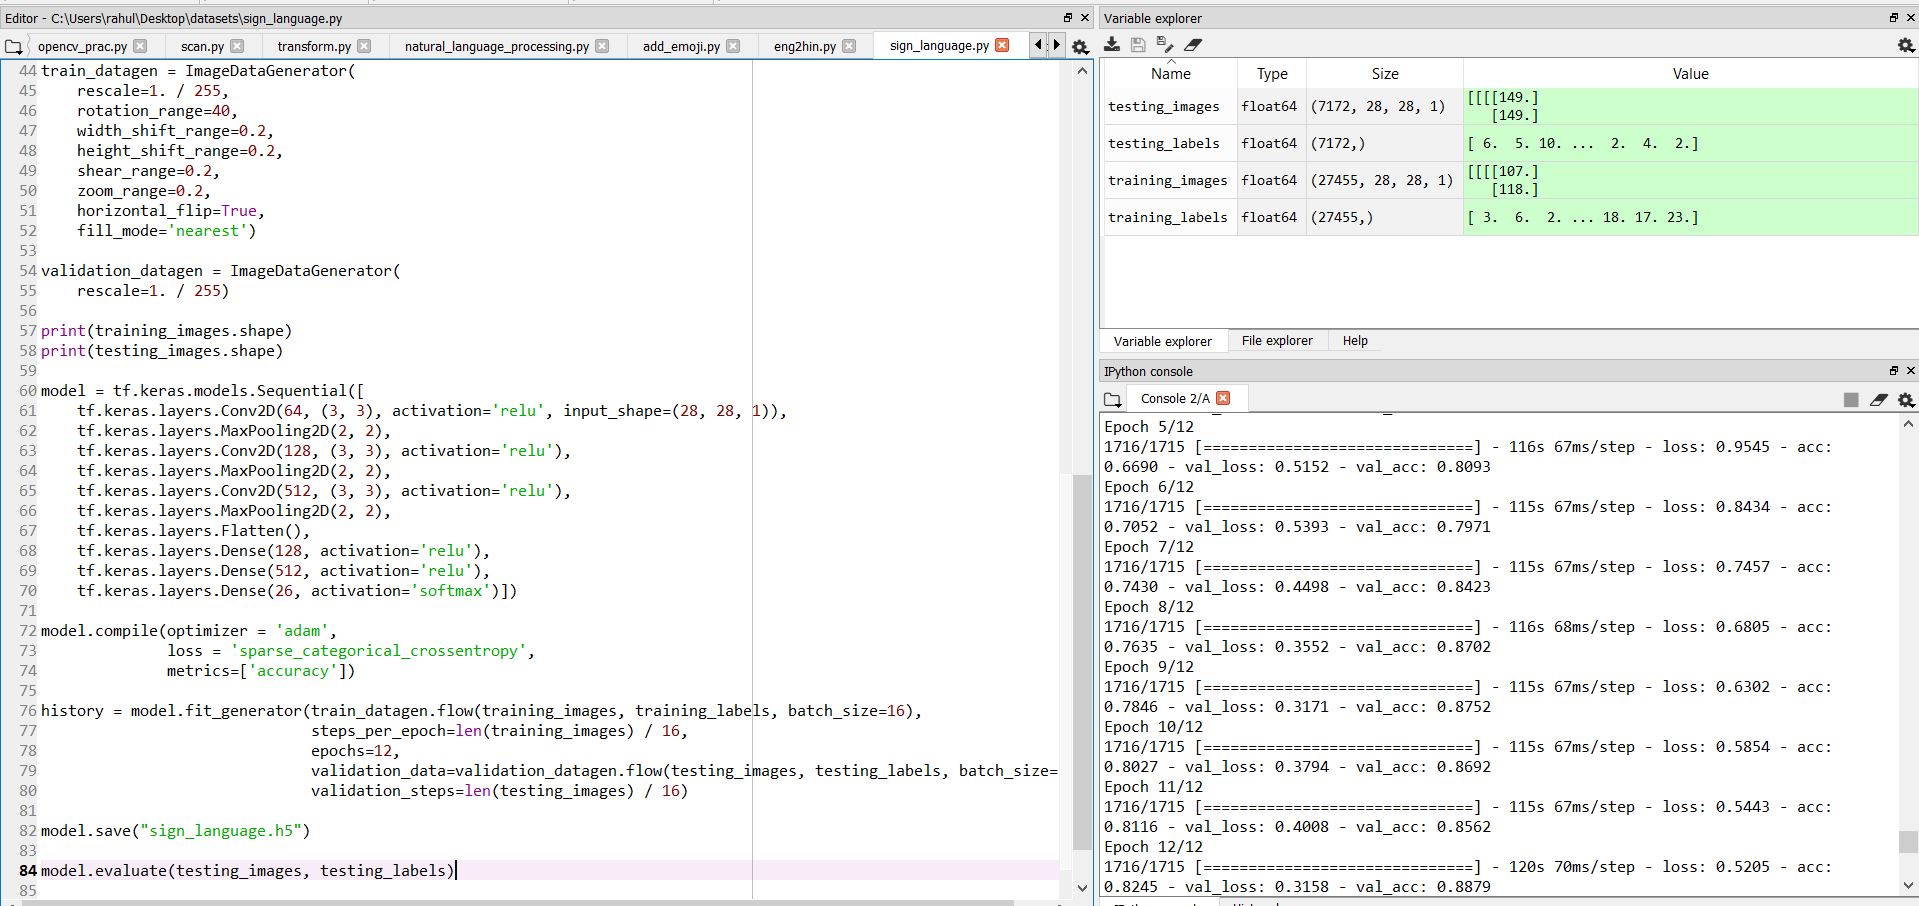 Editor - C:\Users\rahul\Desktop\datasets\sign_language.py
opencv_prac.py scan.py transform.py natural_language_processing.py add_emoji.py eng2hin.py sign_language.py
44 train_datagen = ImageDataGenerator(
45 rescale=1. / 255,
46 rotation_range=40,
47 width_shift_range=0.2,
48 height_shift_range=0.2,
49 shear_range=0.2,
50 zoom_range=0.2,
51 horizontal_flip=True,
52 fill_mode='nearest')
53
54 validation_datagen = ImageDataGenerator(
55 rescale=1. / 255)
56
57 print(training_images.shape)
58 print(testing_images.shape)
59
60 model = tf.keras.models.Sequential([
61 tf.keras.layers.Conv2D(64, (3, 3), activation='relu', input_shape=(28, 28, 1)),
62 tf.keras.layers.MaxPooling2D(2, 2),
63 tf.keras.layers.Conv2D(128, (3, 3), activation='relu'),
64 tf.keras.layers.MaxPooling2D(2, 2),
65 tf.keras.layers.Conv2D(512, (3, 3), activation='relu'),
66 tf.keras.layers.MaxPooling2D(2, 2),
67 tf.keras.layers.Flatten(),
68 tf.keras.layers.Dense(128, activation='relu'),
69 tf.keras.layers.Dense(512, activation='relu'),
70 tf.keras.layers.Dense(26, activation='softmax')])
71
72 model.compile(optimizer = 'adam',
73 loss = 'sparse_categorical_crossentropy',
74 metrics=['accuracy'])
75
76 history = model.fit_generator(train_datagen.flow(training_images, training_labels, batch_size=16),
77 steps_per_epoch=len(training_images) / 16,
78 epochs=12,
79 validation_data=validation_datagen.flow(testing_images, testing_labels, batch_size=
80 validation_steps=len(testing_images) / 16)
81
82 model.save("sign_language.h5")
83
84 model.evaluate(testing_images, testing_labels)
85
Variable explorer
Name Type Size Value
testing_images float64 (7172, 28, 28, 1) [[[[149.]
[149.]
testing_labels float64 (7172,) [ 6. 5. 10. ... 2. 4. 2.]
training_images float64 (27455, 28, 28, 1) [[[[107.]
[118.]
training_labels float64 (27455,) [ 3. 6. 2. ... 18. 17. 23.]
Variable explorer File explorer Help
IPython console
Console 2/A
Epoch 5/12
1716/1715 [==============================] - 116s 67ms/step - loss: 0.9545 - acc:
0.6690 - val_loss: 0.5152 - val_acc: 0.8093
Epoch 6/12
1716/1715 [==============================] - 115s 67ms/step - loss: 0.8434 - acc:
0.7052 - val_loss: 0.5393 - val_acc: 0.7971
Epoch 7/12
1716/1715 [==============================] - 115s 67ms/step - loss: 0.7457 - acc:
0.7430 - val_loss: 0.4498 - val_acc: 0.8423
Epoch 8/12
1716/1715 [==============================] - 116s 68ms/step - loss: 0.6805 - acc:
0.7635 - val_loss: 0.3552 - val_acc: 0.8702
Epoch 9/12
1716/1715 [==============================] - 115s 67ms/step - loss: 0.6302 - acc:
0.7846 - val_loss: 0.3171 - val_acc: 0.8752
Epoch 10/12
1716/1715 [==============================] - 115s 67ms/step - loss: 0.5854 - acc:
0.8027 - val_loss: 0.3794 - val_acc: 0.8692
Epoch 11/12
1716/1715 [==============================] - 115s 67ms/step - loss: 0.5443 - acc:
0.8116 - val_loss: 0.4008 - val_acc: 0.8562
Epoch 12/12
1716/1715 [==============================] - 120s 70ms/step - loss: 0.5205 - acc:
0.8245 - val_loss: 0.3158 - val_acc: 0.8879